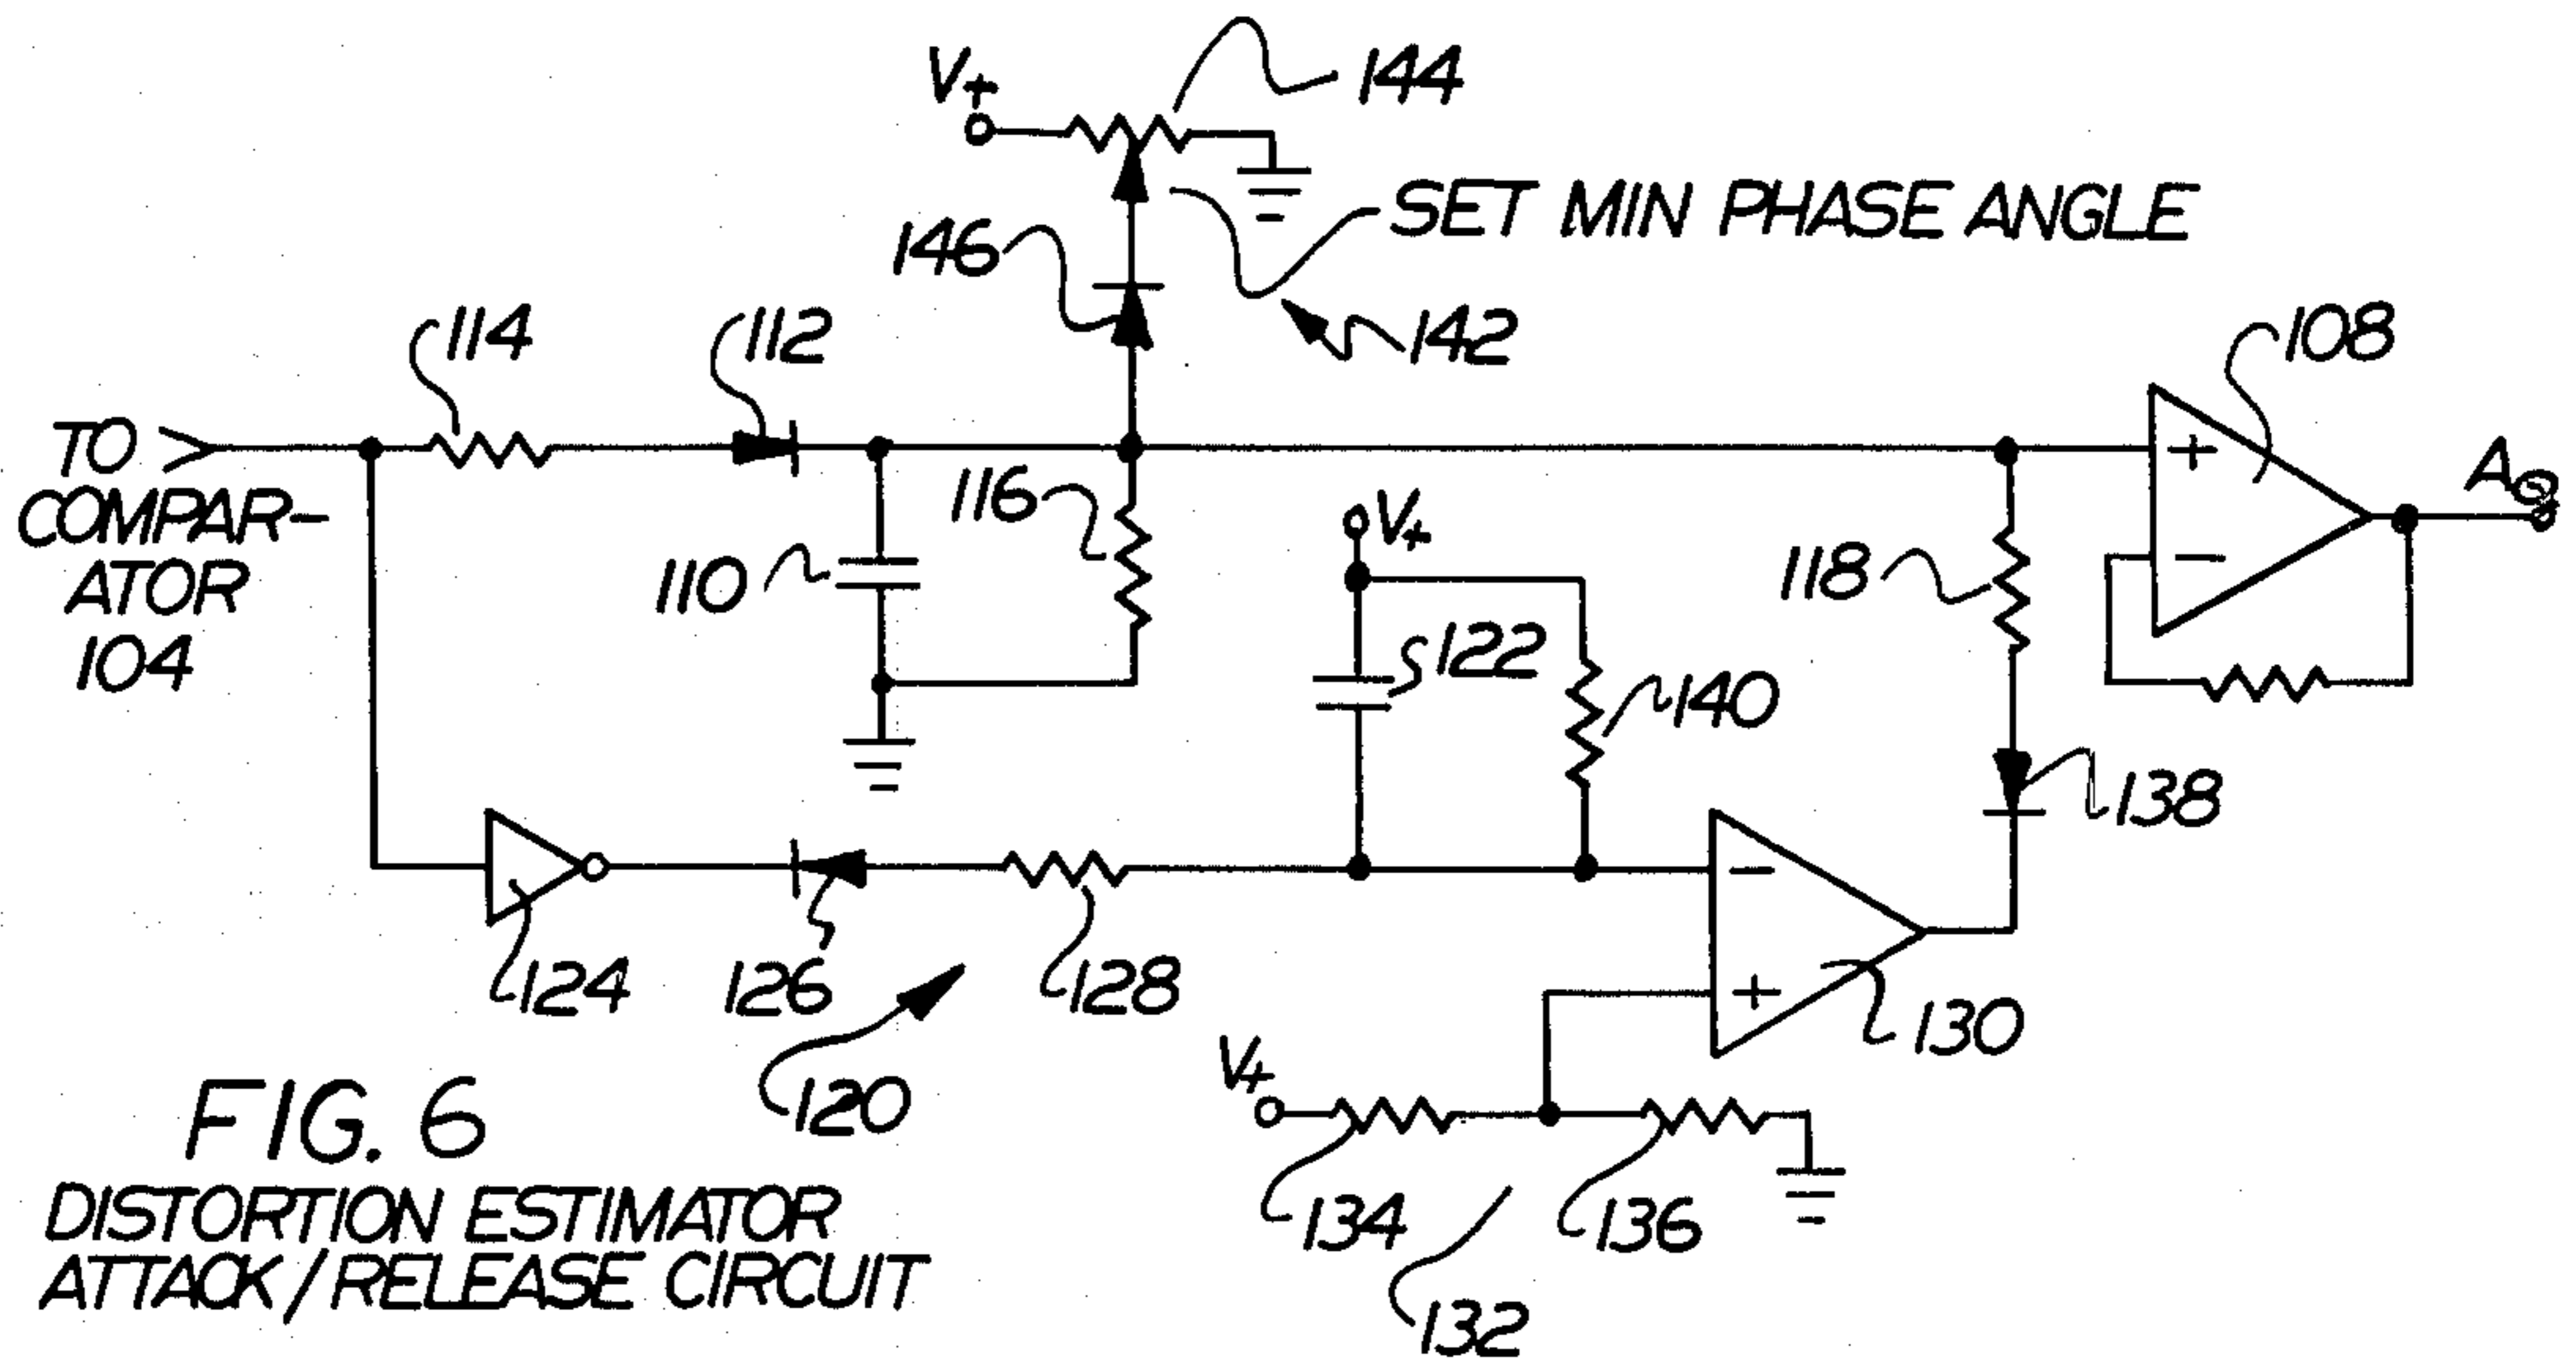 V+
144
SET MIN PHASE ANGLE
146
142
114
112
108
TO
COMPAR-
ATOR
104
+
−
116
V+
110
118
122
140
138
−
+
124
126
128
130
120
V+
134
136
132
FIG. 6
DISTORTION ESTIMATOR
ATTACK/RELEASE CIRCUIT